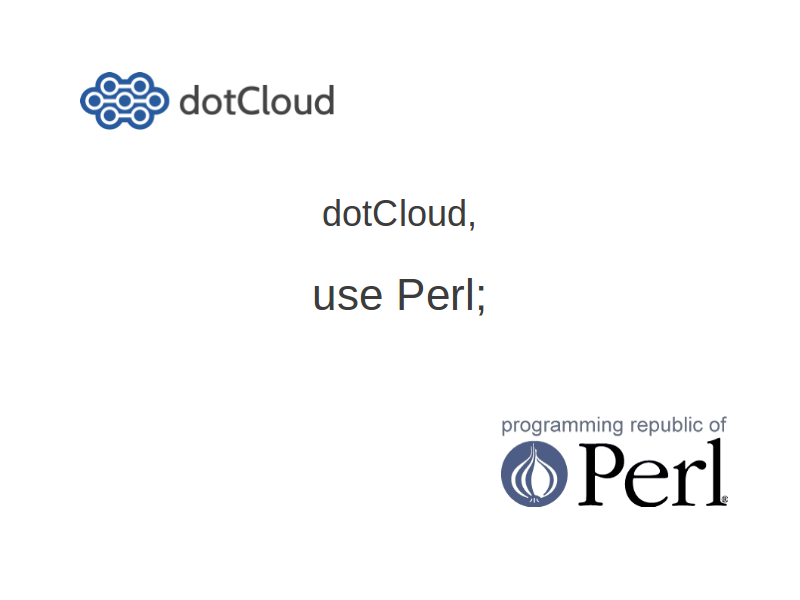 dotCloud
dotCloud,
use Perl;
programming republic of
Perl®